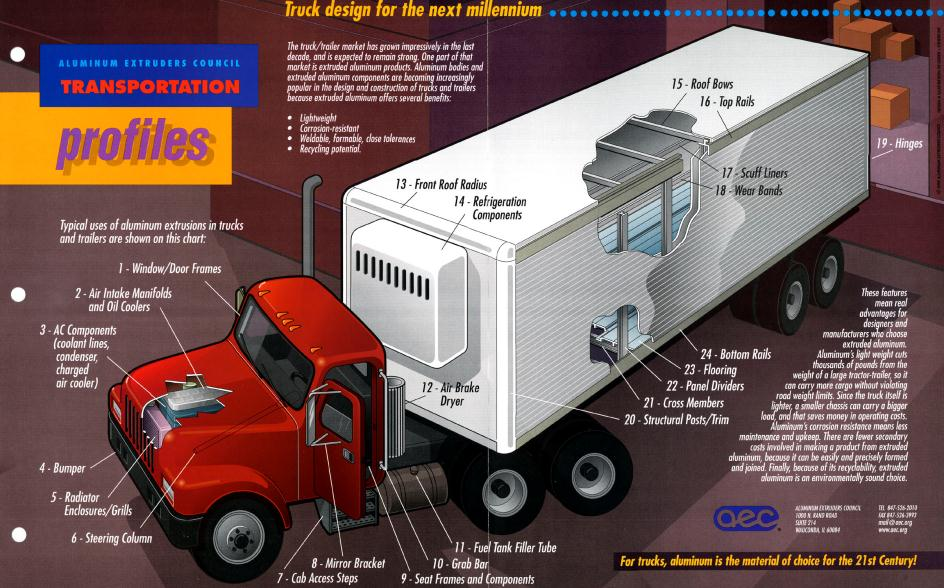 Truck design for the next millennium
ALUMINUM EXTRUDERS COUNCIL
TRANSPORTATION
profiles
The truck/trailer market has grown impressively in the last
decade, and is expected to remain strong. One part of that
market is extruded aluminum products. Aluminum bodies and
extruded aluminum components are becoming increasingly
popular in the design and construction of trucks and trailers
because extruded aluminum offers several benefits:
• Lightweight
• Corrosion-resistant
• Weldable, formable, close tolerances
• Recycling potential.
Typical uses of aluminum extrusions in trucks
and trailers are shown on this chart:
1 - Window/Door Frames
2 - Air Intake Manifolds
and Oil Coolers
3 - AC Components
(coolant lines,
condenser,
charged
air cooler)
4 - Bumper
5 - Radiator
Enclosures/Grills
6 - Steering Column
7 - Cab Access Steps
8 - Mirror Bracket
9 - Seat Frames and Components
10 - Grab Bar
11 - Fuel Tank Filler Tube
12 - Air Brake
Dryer
13 - Front Roof Radius
14 - Refrigeration
Components
15 - Roof Bows
16 - Top Rails
17 - Scuff Liners
18 - Wear Bands
19 - Hinges
20 - Structural Posts/Trim
21 - Cross Members
22 - Panel Dividers
23 - Flooring
24 - Bottom Rails
These features
mean real
advantages for
designers and
manufacturers who choose
extruded aluminum.
Aluminum's light weight cuts
thousands of pounds from the
weight of a large tractor-trailer, so it
can carry more cargo without violating
road weight limits. Since the truck itself is
lighter, a smaller chassis can carry a bigger
load, and that saves money in operating costs.
Aluminum's corrosion resistance means less
maintenance and upkeep. There are fewer secondary
costs involved in making a product from extruded
aluminum, because it can be easily and precisely formed
and joined. Finally, because of its recyclability, extruded
aluminum is an environmentally sound choice.
aec
ALUMINUM EXTRUDERS COUNCIL
1000 N. RAND ROAD
SUITE 214
WAUCONDA, IL 60084
TEL 847-526-2010
FAX 847-526-3993
mail@aec.org
www.aec.org
For trucks, aluminum is the material of choice for the 21st Century!